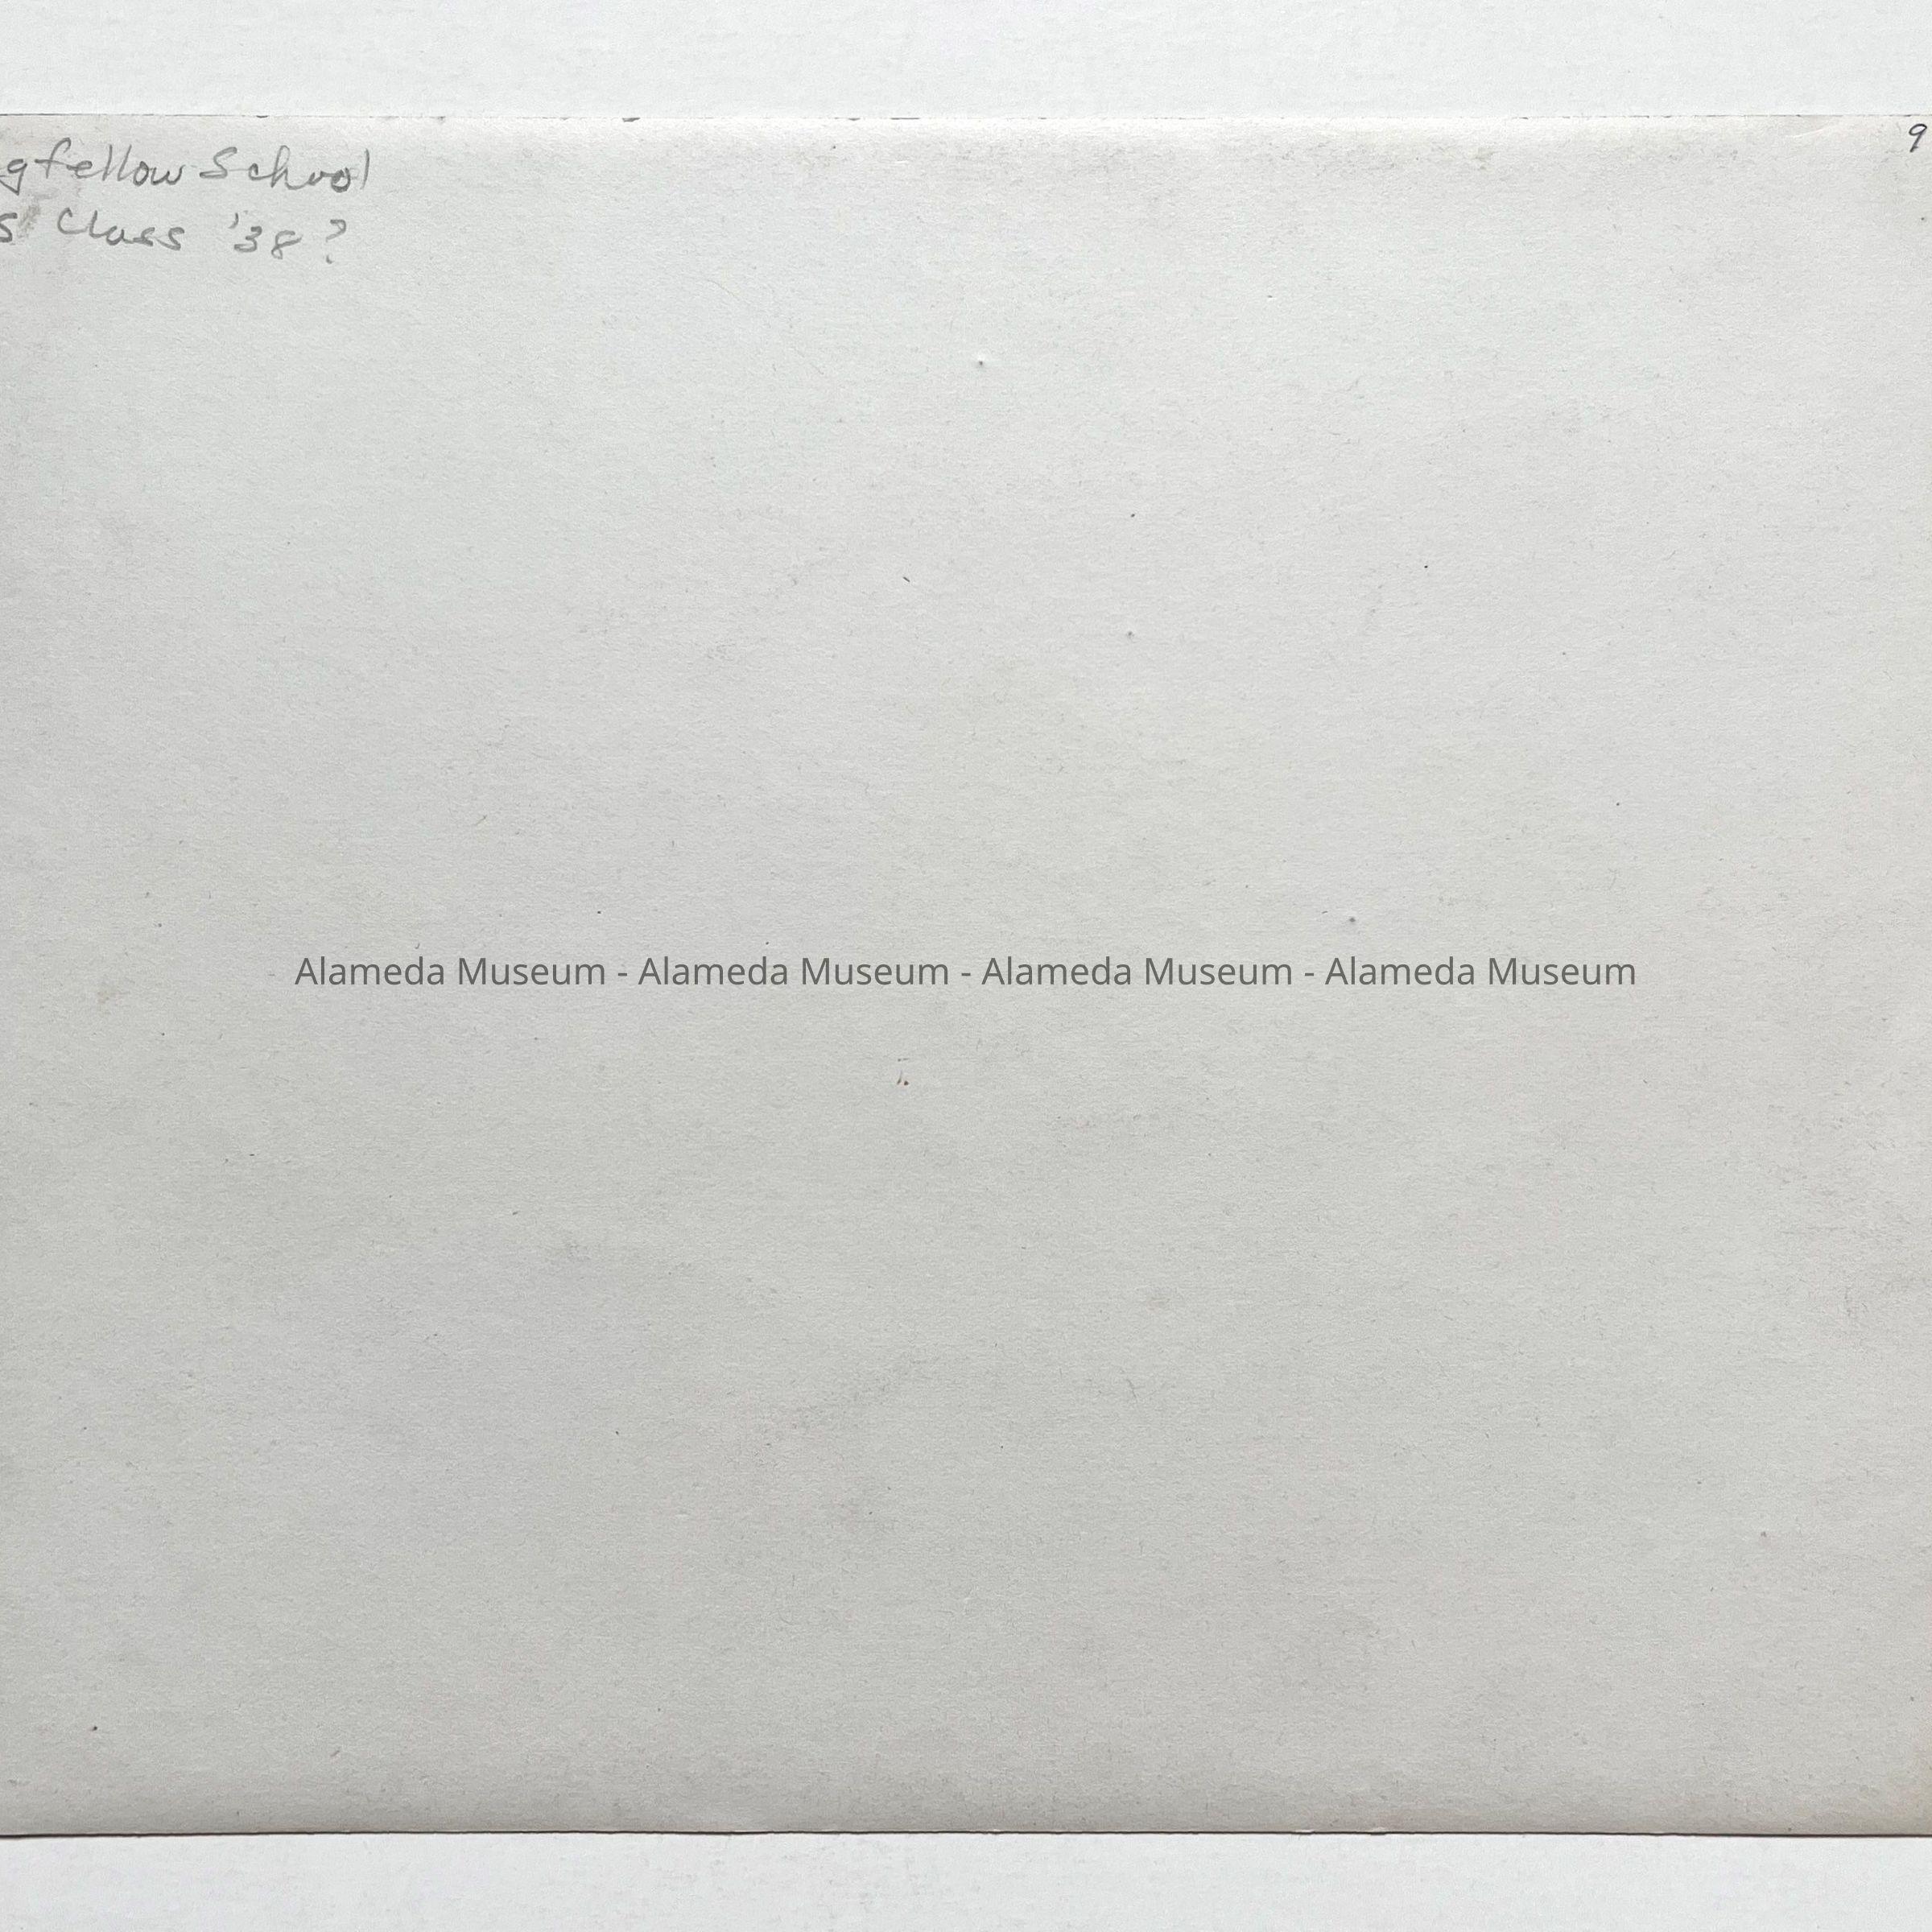 gfellow School
9
s Class '38?
Alameda Museum - Alameda Museum - Alameda Museum - Alameda Museum